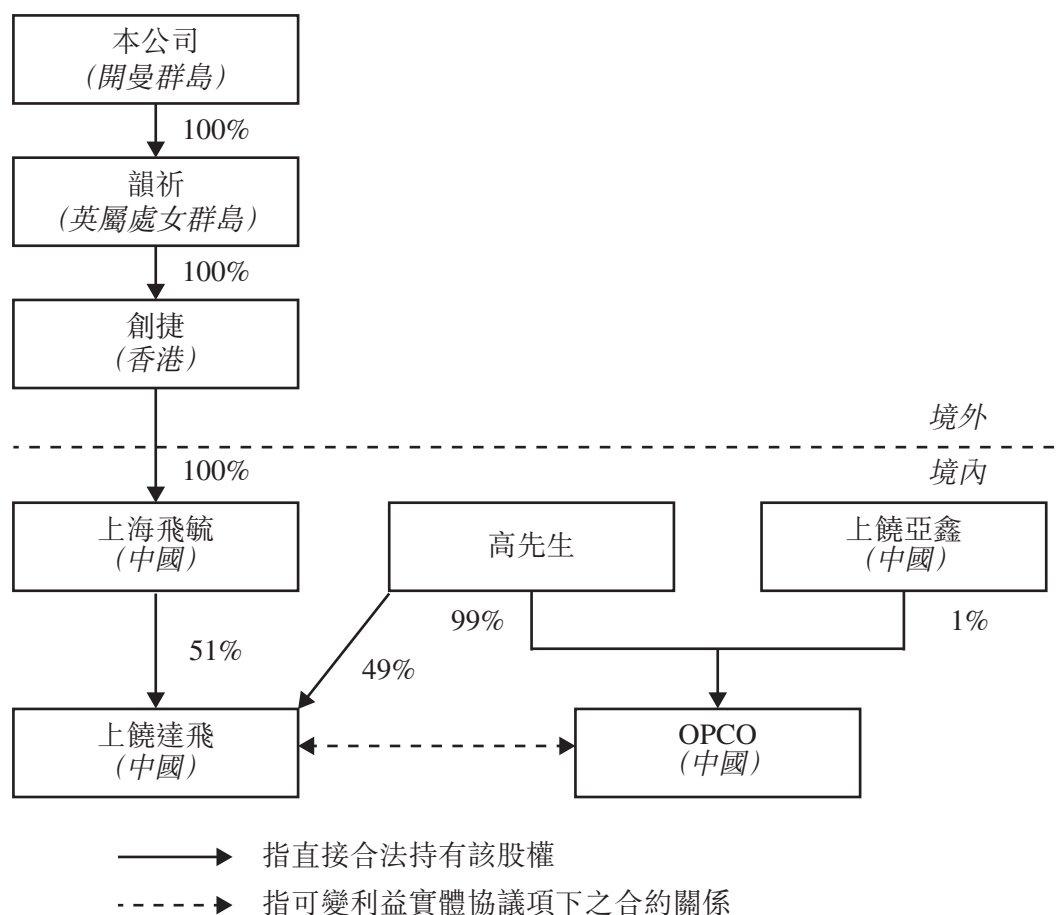 本公司
(開曼群島)
100%
韻祈
(英屬處女群島)
100%
創捷
(香港)
境外
100%
境內
上海飛毓
(中國)
高先生
上饒亞鑫
(中國)
99%
1%
51%
49%
上饒達飛
(中國)
OPCO
(中國)
指直接合法持有該股權
指可變利益實體協議項下之合約關係